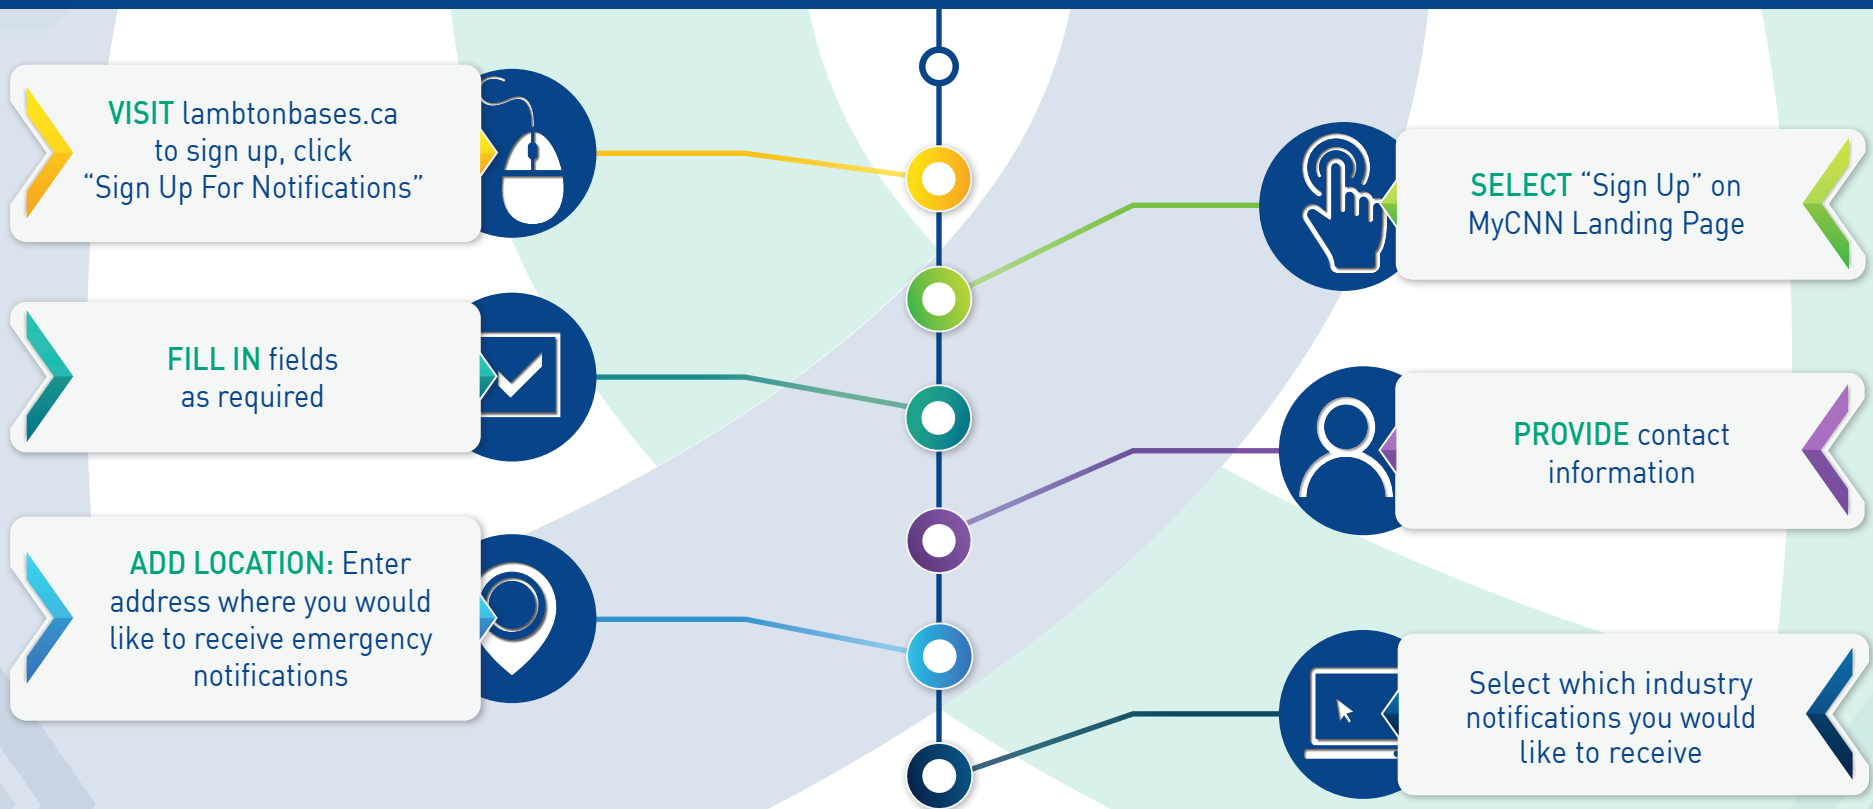 VISIT lambtonbases.ca
to sign up, click
“Sign Up For Notifications”
SELECT “Sign Up” on
MyCNN Landing Page
FILL IN fields
as required
PROVIDE contact
information
ADD LOCATION: Enter
address where you would
like to receive emergency
notifications
Select which industry
notifications you would
like to receive